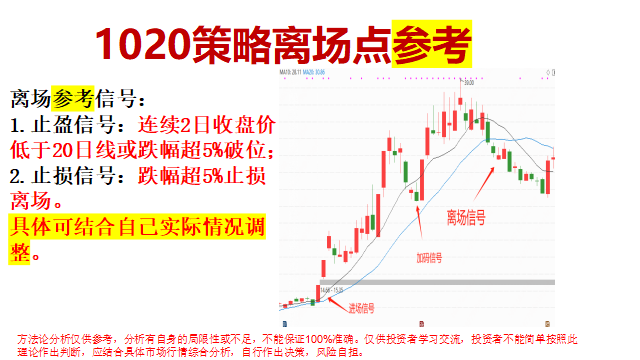 1020策略离场点参考
离场参考信号：
1.止盈信号：连续2日收盘价
低于20日线或跌幅超5%破位；
2.止损信号：跌幅超5%止损
离场。
具体可结合自己实际情况调
整。
39.00
离场信号
加码信号
进场信号
方法论分析仅供参考，分析有自身的局限性或不足，不能保证100%准确。仅供投资者学习交流，投资者不能简单按照此
理论作出判断，应结合具体市场行情综合分析，自行作出决策，风险自担。